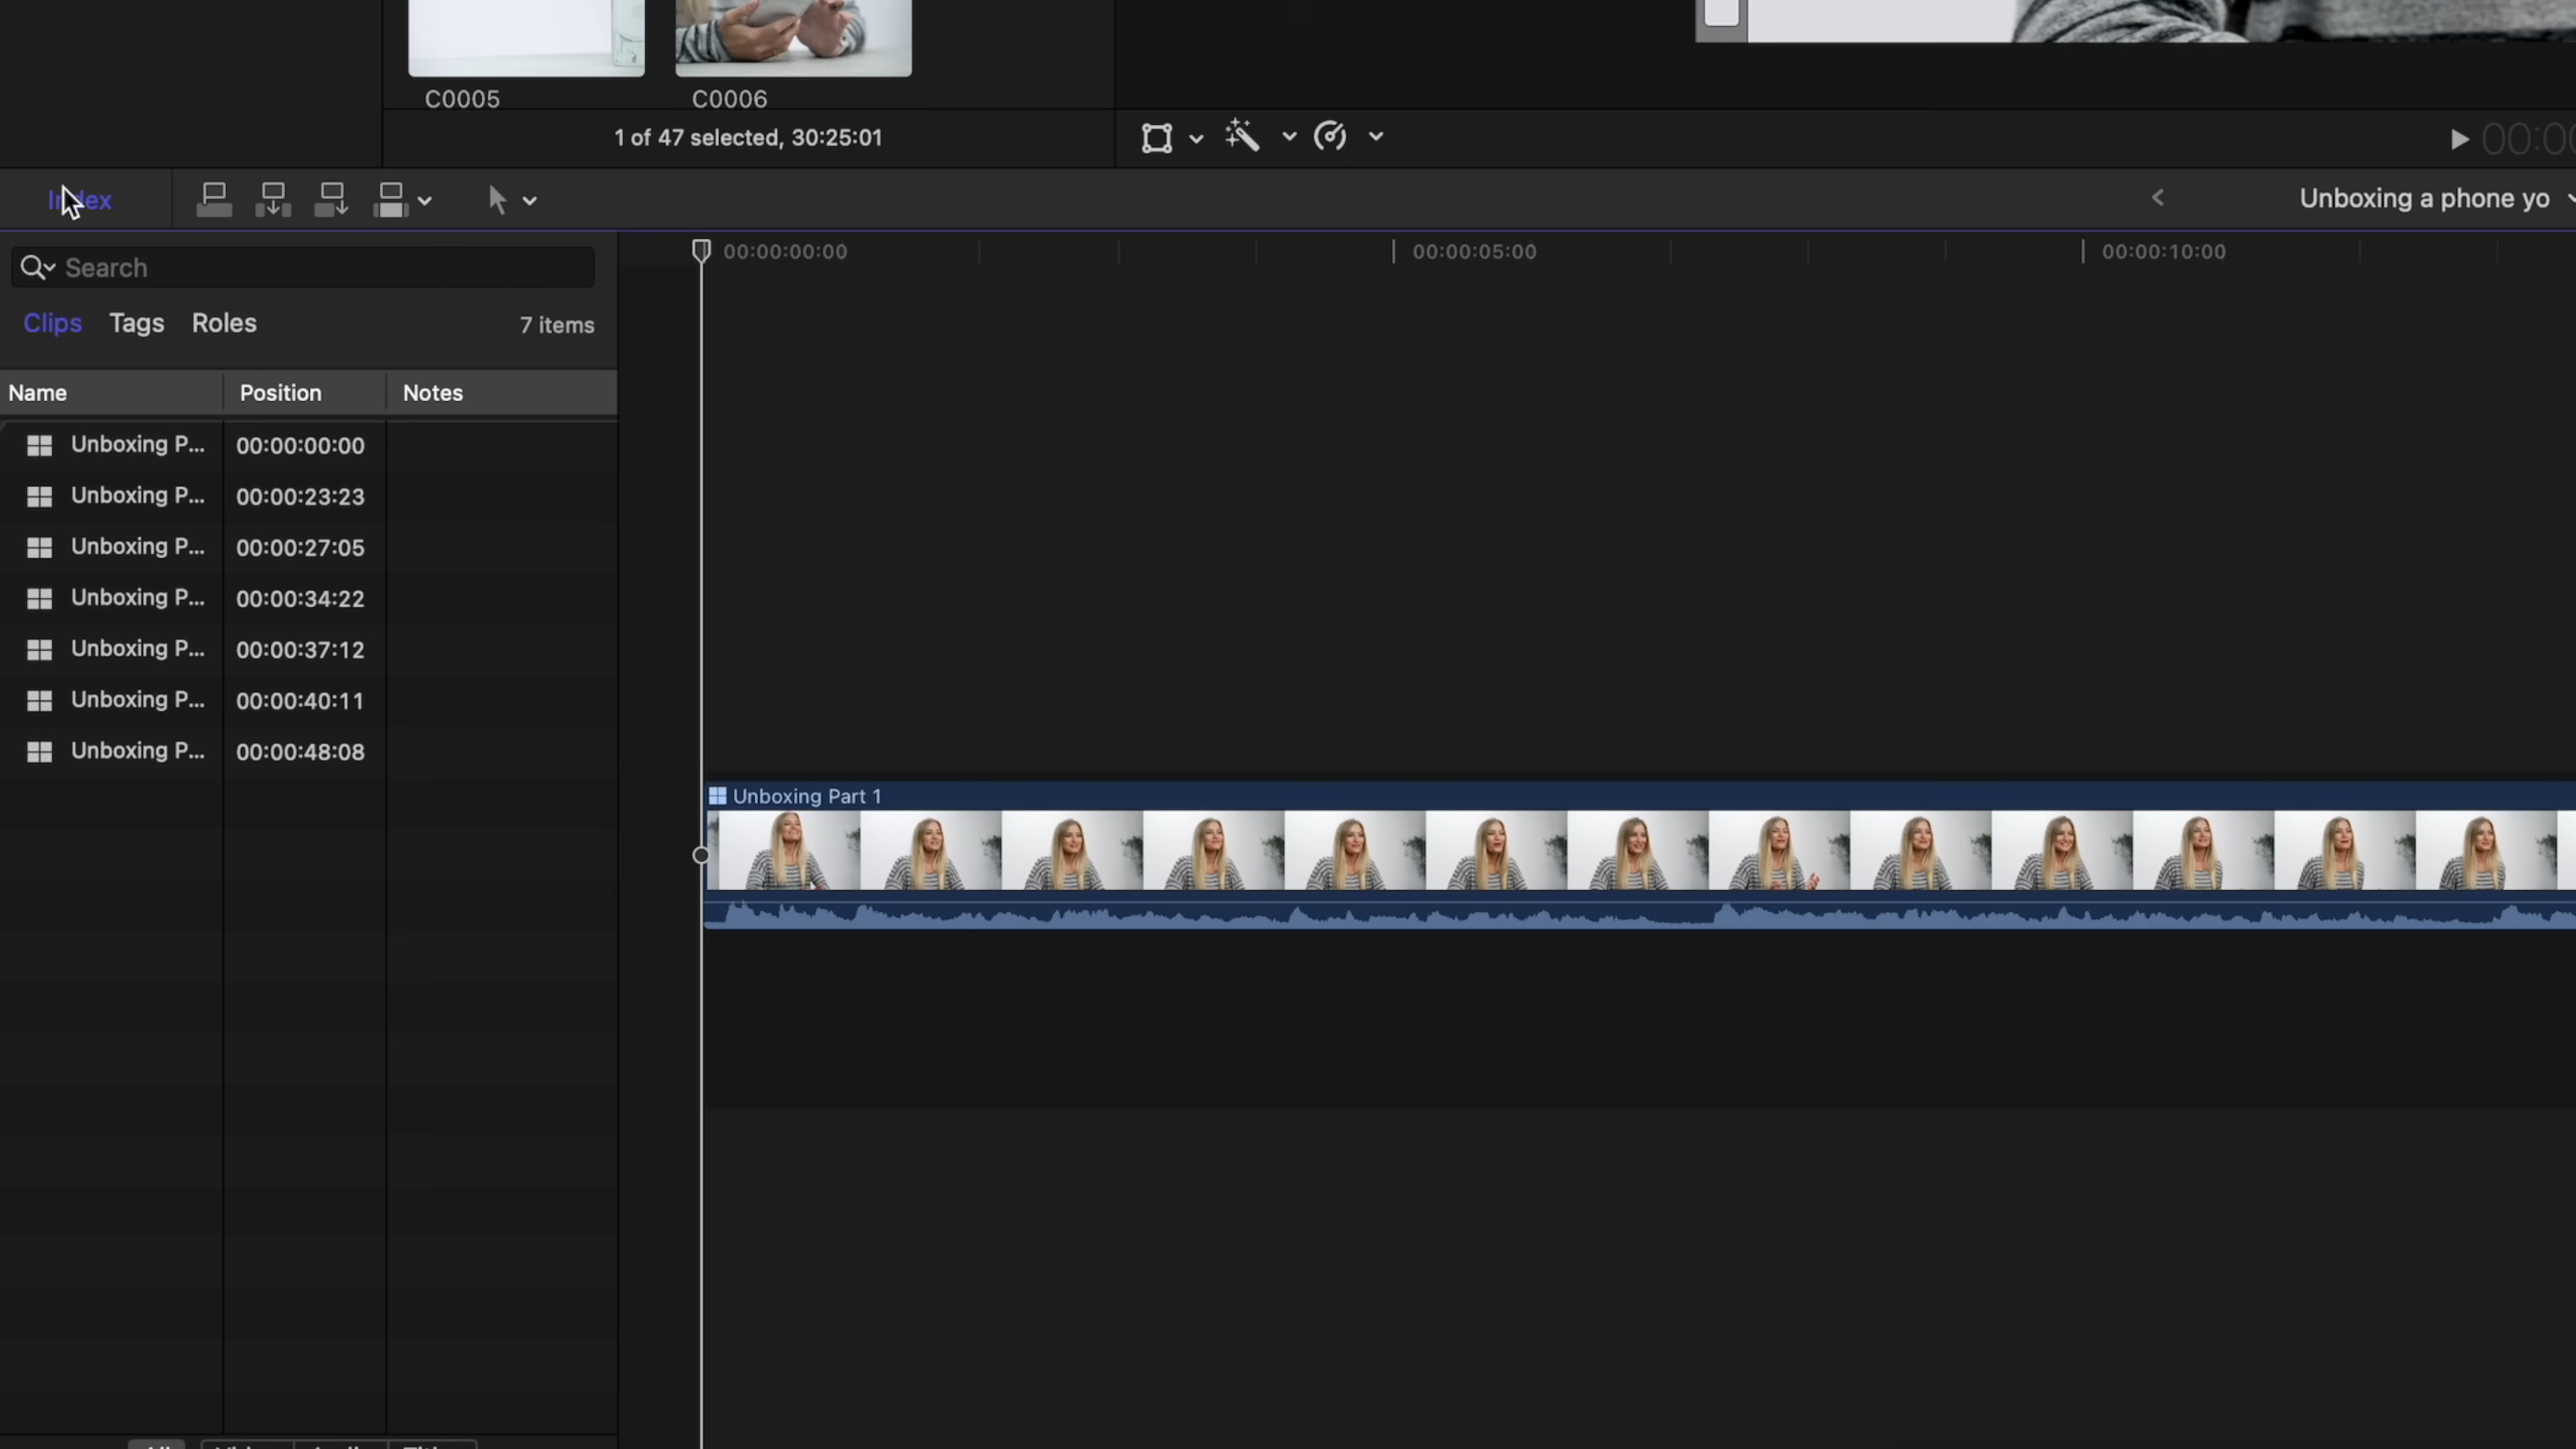 C0005
C0006
1 of 47 selected, 30:25:01
00:0
Index
Unboxing a phone yo
Search
00:00:00:00
00:00:05:00
00:00:10:00
Clips
Tags
Roles
7 items
Name
Position
Notes
Unboxing P...
00:00:00:00
Unboxing P...
00:00:23:23
Unboxing P...
00:00:27:05
Unboxing P...
00:00:34:22
Unboxing P...
00:00:37:12
Unboxing P...
00:00:40:11
Unboxing P...
00:00:48:08
Unboxing Part 1